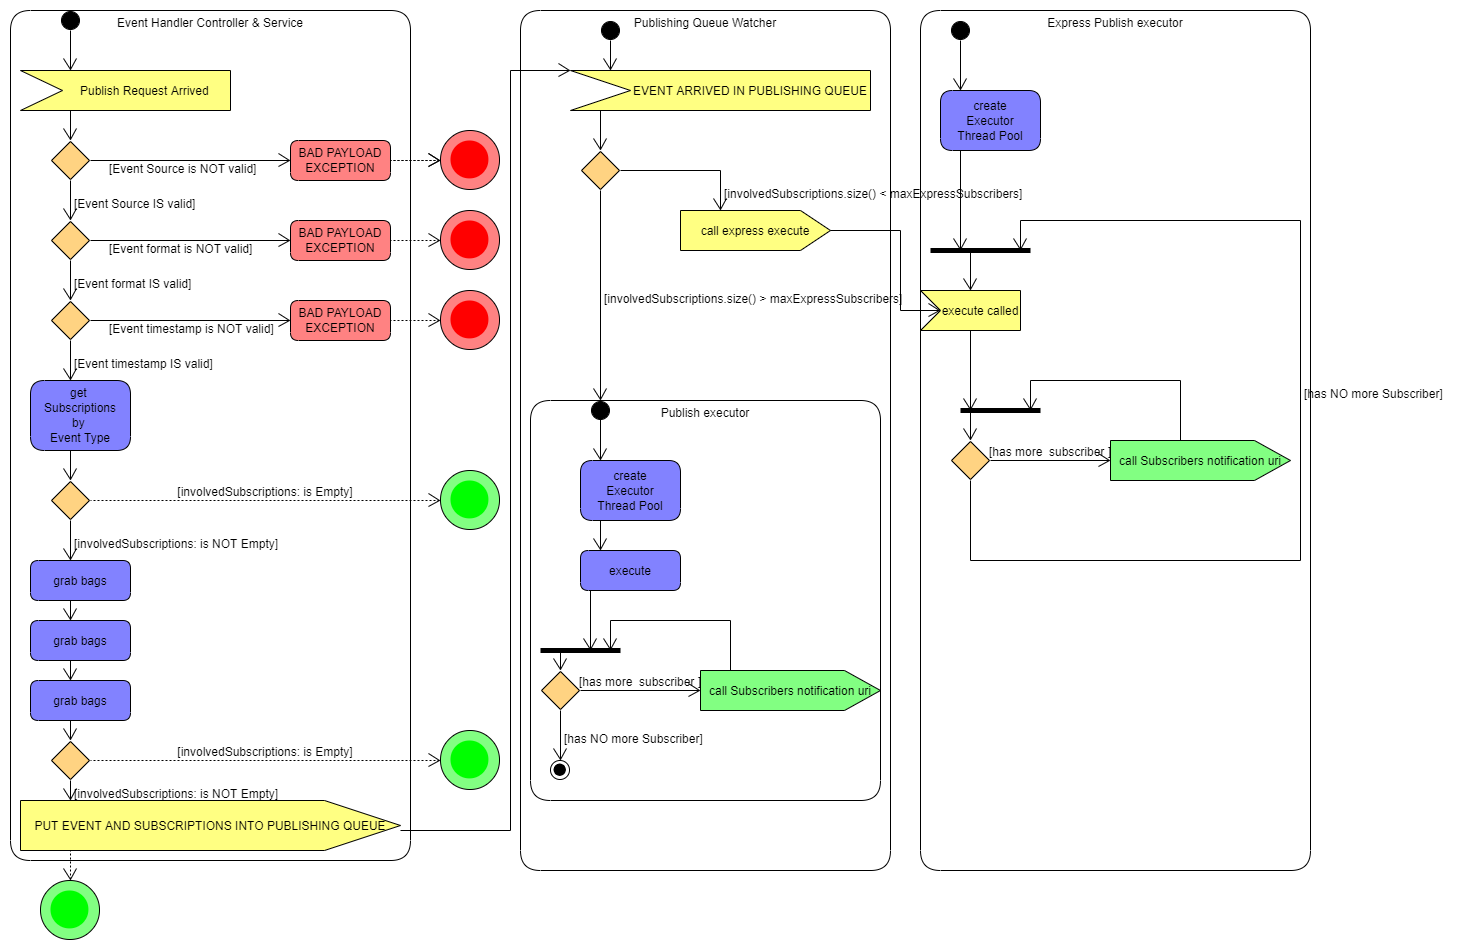 Event Handler Controller & Service
Publish Request Arrived
BAD PAYLOAD
EXCEPTION
[Event Source is NOT valid]
[Event Source IS valid]
BAD PAYLOAD
EXCEPTION
[Event format is NOT valid]
[Event format IS valid]
BAD PAYLOAD
EXCEPTION
[Event timestamp is NOT valid]
[Event timestamp IS valid]
get
Subscriptions
by
Event Type
[involvedSubscriptions: is Empty]
[involvedSubscriptions: is NOT Empty]
grab bags
grab bags
grab bags
[involvedSubscriptions: is Empty]
[involvedSubscriptions: is NOT Empty]
PUT EVENT AND SUBSCRIPTIONS INTO PUBLISHING QUEUE
Publishing Queue Watcher
EVENT ARRIVED IN PUBLISHING QUEUE
[involvedSubscriptions.size() < maxExpressSubscribers]
call express execute
[involvedSubscriptions.size() > maxExpressSubscribers]
Publish executor
create
Executor
Thread Pool
execute
[has more  subscriber ]
call Subscribers notification uri
[has NO more Subscriber]
Express Publish executor
create
Executor
Thread Pool
execute called
[has NO more Subscriber]
[has more  subscriber ]
call Subscribers notification uri